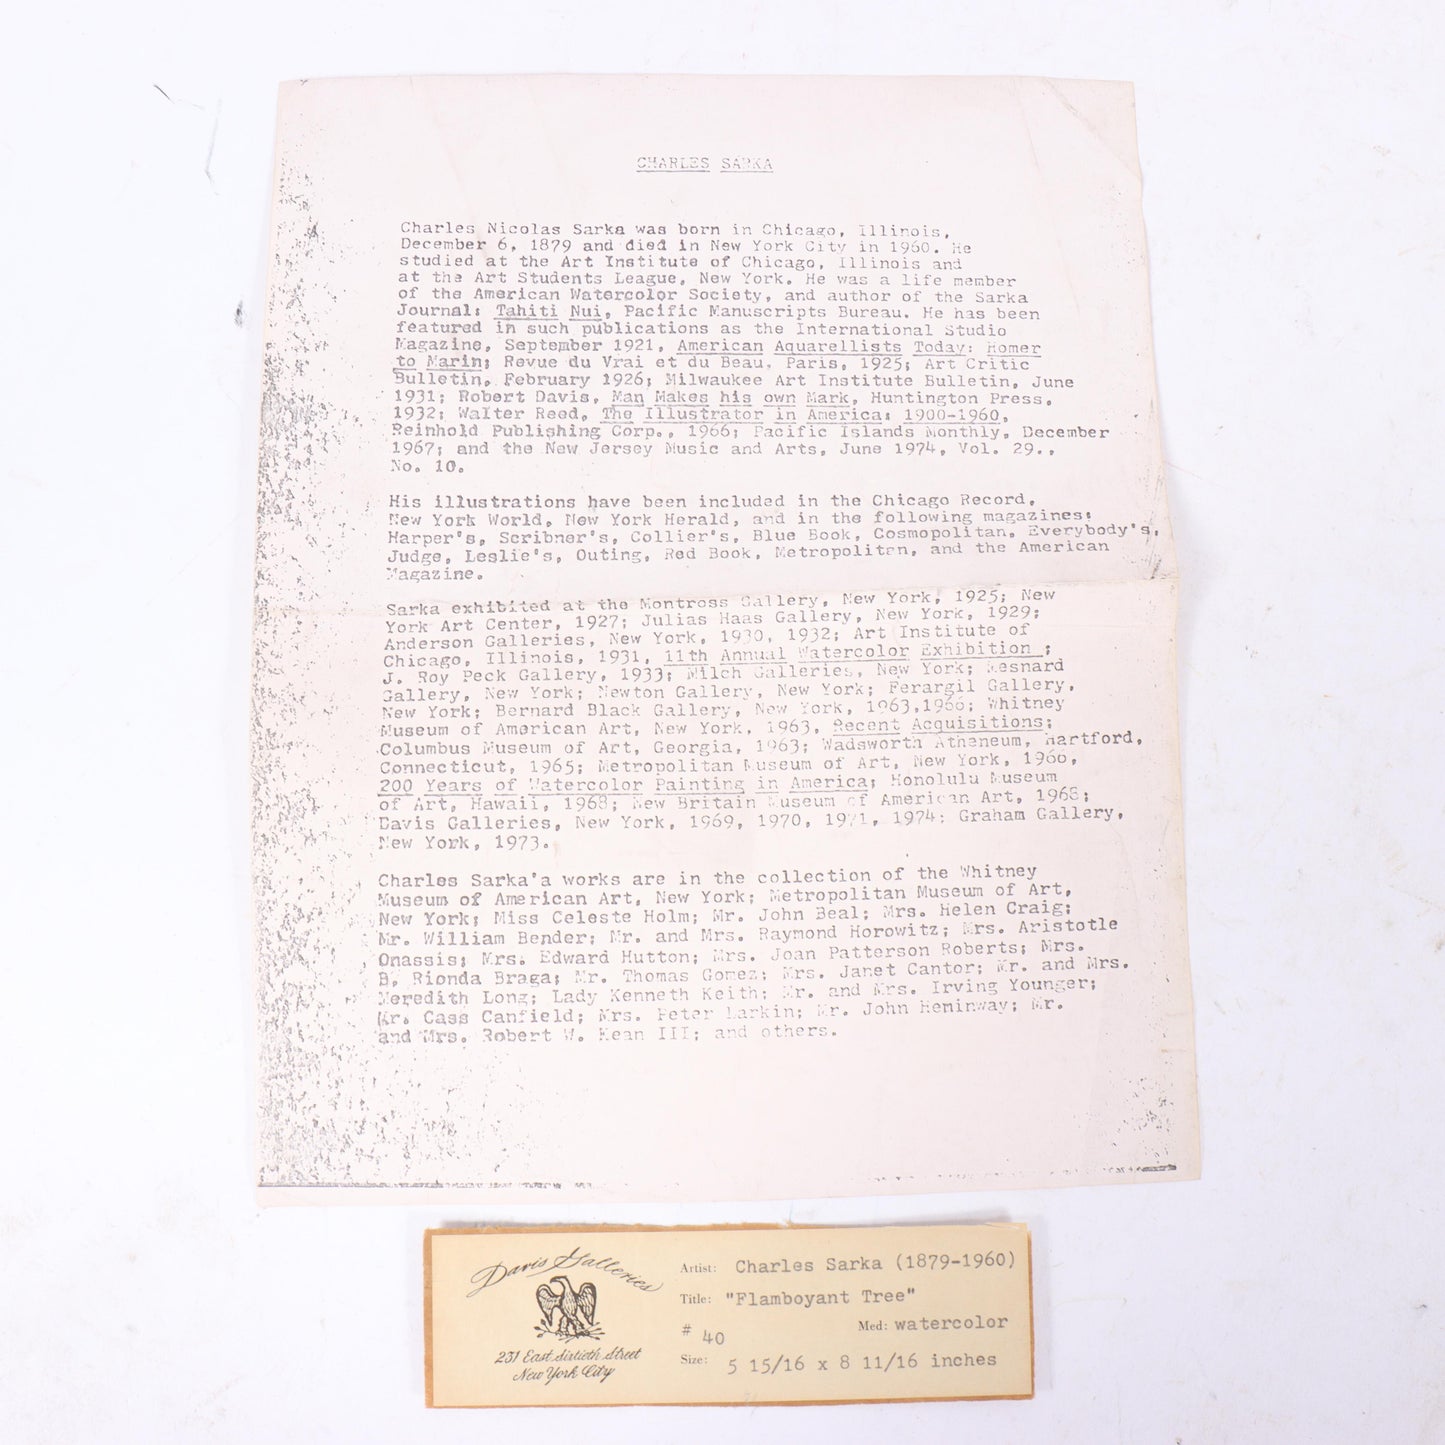 CHARLES SARKA
Charles Nicolas Sarka was born in Chicago, Illinois,
December 6, 1879 and died in New York City in 1960. He
studied at the Art Institute of Chicago, Illinois and
at the Art Students League, New York. He was a life member
of the American Watercolor Society, and author of the Sarka
Journal: Tahiti Nui, Pacific Manuscripts Bureau. He has been
featured in such publications as the International Studio
Magazine, September 1921, American Aquarellists Today: Homer
to Marin; Revue du Vrai et du Beau, Paris, 1925; Art Critic
Bulletin, February 1926; Milwaukee Art Institute Bulletin, June
1931; Robert Davis, Man Makes his own Mark, Huntington Press,
1932; Walter Reed, The Illustrator in America: 1900-1960,
Reinhold Publishing Corp., 1966; Pacific Islands Monthly, December
1967; and the New Jersey Music and Arts, June 1974, Vol. 29.,
No. 10.
His illustrations have been included in the Chicago Record,
New York World, New York Herald, and in the following magazines:
Harper's, Scribner's, Collier's, Blue Book, Cosmopolitan, Everybody's,
Judge, Leslie's, Outing, Red Book, Metropolitan, and the American
Magazine.
Sarka exhibited at the Montross Gallery, New York, 1925; New
York Art Center, 1927; Julias Haas Gallery, New York, 1929;
Anderson Galleries, New York, 1930, 1932; Art Institute of
Chicago, Illinois, 1931, 11th Annual Watercolor Exhibition ;
J. Roy Peck Gallery, 1933; Milch Galleries, New York; Resnard
Gallery, New York; Newton Gallery, New York; Ferargil Gallery,
New York; Bernard Black Gallery, New York, 1963,1966; Whitney
Museum of American Art, New York, 1963, Recent Acquisitions;
Columbus Museum of Art, Georgia, 1963; Wadsworth Atheneum, Hartford,
Connecticut, 1965; Metropolitan Museum of Art, New York, 1966,
200 Years of Watercolor Painting in America; Honolulu Museum
of Art, Hawaii, 1968; New Britain Museum of American Art, 1968;
Davis Galleries, New York, 1969, 1970, 1971, 1974; Graham Gallery,
New York, 1973.
Charles Sarka'a works are in the collection of the Whitney
Museum of American Art, New York; Metropolitan Museum of Art,
New York; Miss Celeste Holm; Mr. John Beal; Mrs. Helen Craig;
Mr. William Bender; Mr. and Mrs. Raymond Horowitz; Mrs. Aristotle
Onassis; Mrs. Edward Hutton; Mrs. Joan Patterson Roberts; Mrs.
B. Rionda Braga; Mr. Thomas Gomez; Mrs. Janet Cantor; Mr. and Mrs.
Meredith Long; Lady Kenneth Keith; Mr. and Mrs. Irving Younger;
Mr. Cass Canfield; Mrs. Peter Larkin; Mr. John Heminway; Mr.
and Mrs. Robert W. Kean III; and others.
Davis Galleries
231 East Sixtieth Street
New York City
Artist: Charles Sarka (1879-1960)
Title: "Flamboyant Tree"
# 40 Med: watercolor
Size: 5 15/16 x 8 11/16 inches